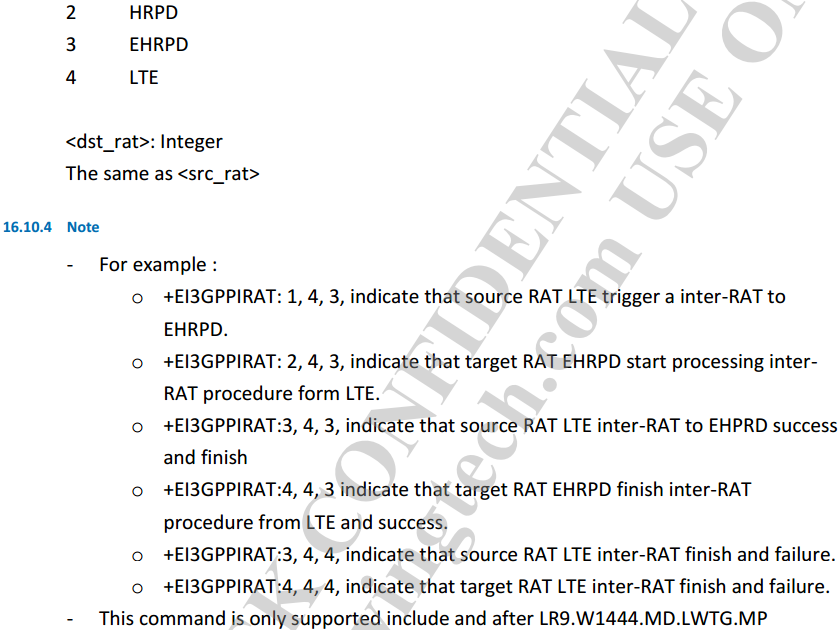 2 HRPD
3 EHRPD
4 LTE
<dst_rat>: Integer
The same as <src_rat>
16.10.4 Note
- For example :
o +EI3GPPIRAT: 1, 4, 3, indicate that source RAT LTE trigger a inter-RAT to
EHRPD.
o +EI3GPPIRAT: 2, 4, 3, indicate that target RAT EHRPD start processing inter-
RAT procedure form LTE.
o +EI3GPPIRAT:3, 4, 3, indicate that source RAT LTE inter-RAT to EHPRD success
and finish
o +EI3GPPIRAT:4, 4, 3 indicate that target RAT EHRPD finish inter-RAT
procedure from LTE and success.
o +EI3GPPIRAT:3, 4, 4, indicate that source RAT LTE inter-RAT finish and failure.
o +EI3GPPIRAT:4, 4, 4, indicate that target RAT LTE inter-RAT finish and failure.
- This command is only supported include and after LR9.W1444.MD.LWTG.MP
K CONFIDENTIAL
vingtech.com USE O